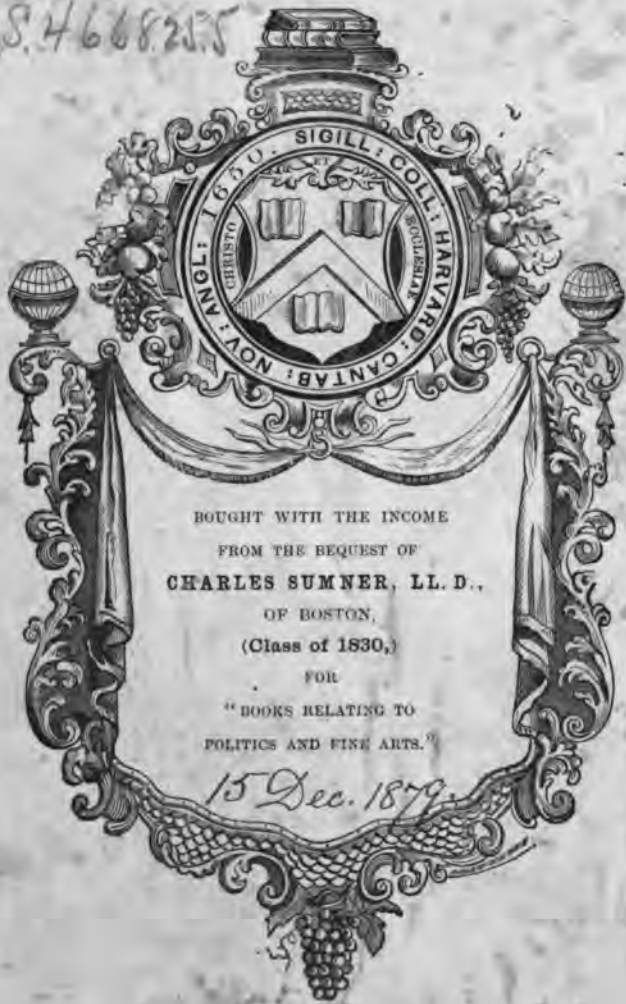 S. 4668.25.5
SIGILL: COLL: HARVARD: CANTAB: NOV: ANGL: 1650.
ET
CHRISTO
ECCLESIAE
BOUGHT WITH THE INCOME
FROM THE BEQUEST OF
CHARLES SUMNER, LL. D.,
OF BOSTON,
(Class of 1830,)
FOR
"BOOKS RELATING TO
POLITICS AND FINE ARTS."
15 Dec. 1879.